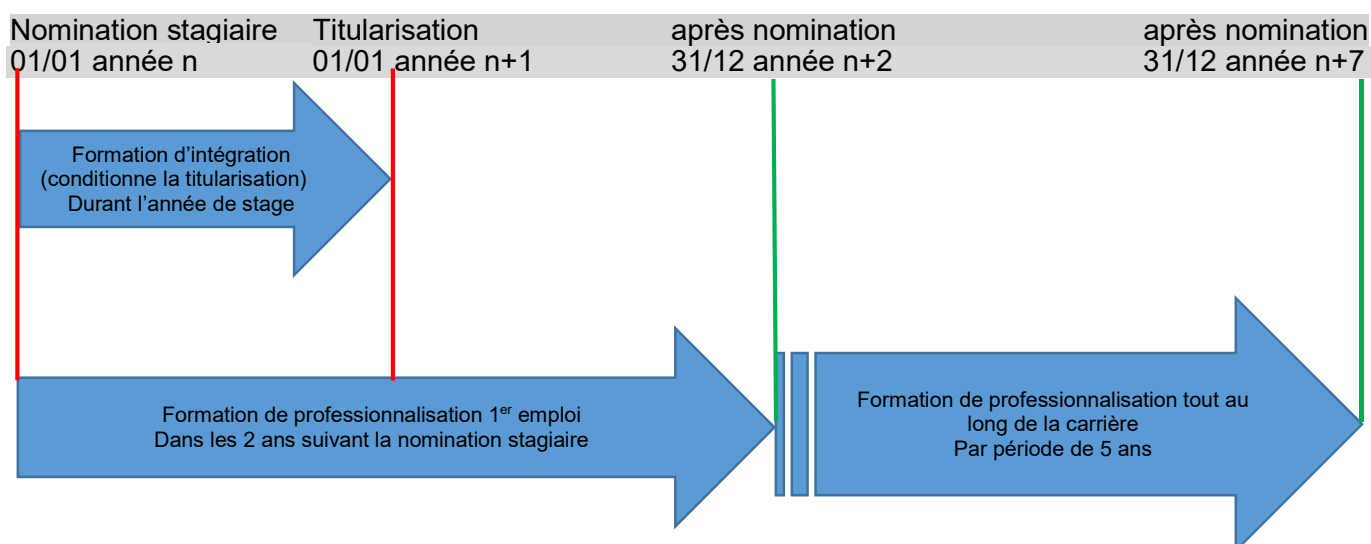 Nomination stagiaire Titularisation après nomination après nomination
01/01 année n 01/01 année n+1 31/12 année n+2 31/12 année n+7
Formation d’intégration
(conditionne la titularisation)
Durant l’année de stage
Formation de professionnalisation 1er emploi
Dans les 2 ans suivant la nomination stagiaire
Formation de professionnalisation tout au
long de la carrière
Par période de 5 ans